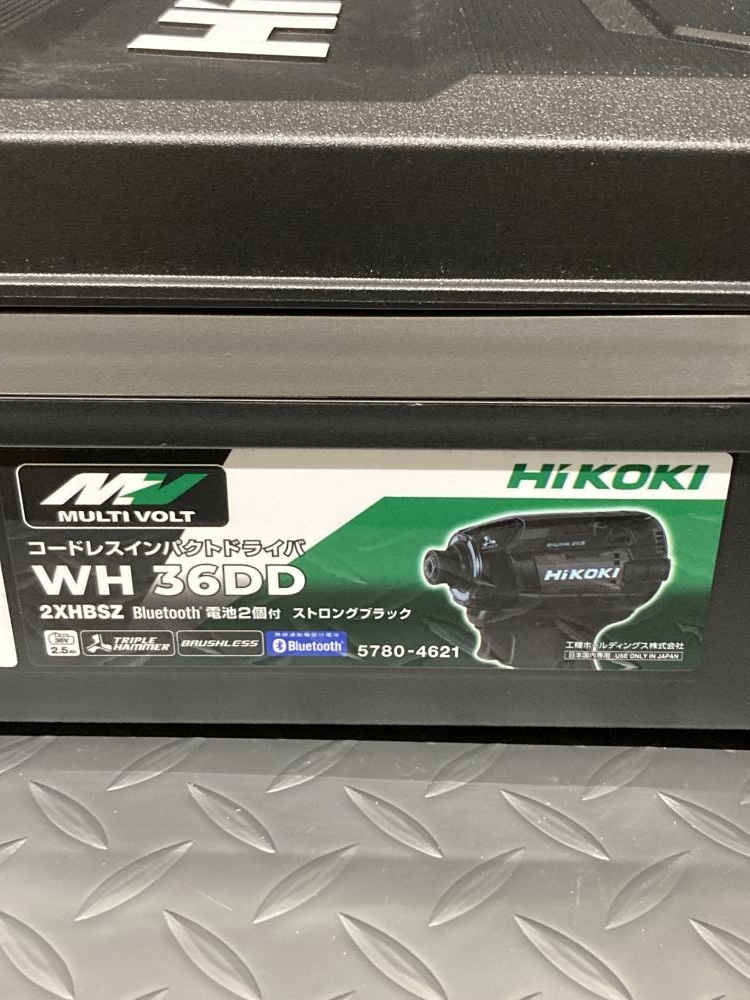 HiKOKI
MV
MULTI VOLT
コードレスインパクトドライバ
WH 36DD
2XHBSZ Bluetooth® 電池2個付 ストロングブラック
36V
2.5Ah
TRIPLE HAMMER
BRUSHLESS
Bluetooth®
5780-4621
HiKOKI
工機ホールディングス株式会社
日本国内専用 USE ONLY IN JAPAN